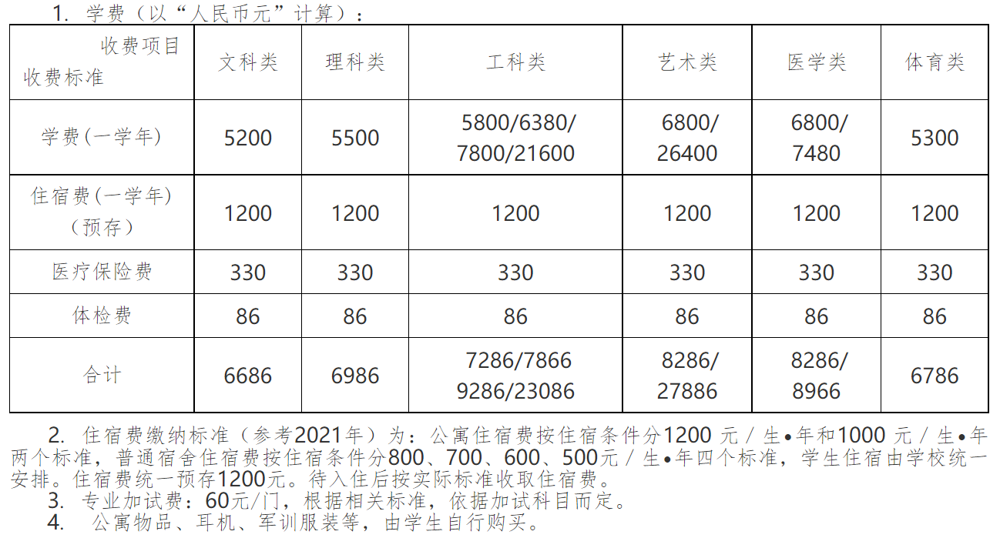 1. 学费（以“人民币元”计算）：
收费项目
收费标准
文科类
理科类
工科类
艺术类
医学类
体育类
学费(一学年)
5200
5500
5800/6380/
7800/21600
6800/
26400
6800/
7480
5300
住宿费(一学年)
（预存）
1200
1200
1200
1200
1200
1200
医疗保险费
330
330
330
330
330
330
体检费
86
86
86
86
86
86
合计
6686
6986
7286/7866
9286/23086
8286/
27886
8286/
8966
6786
2. 住宿费缴纳标准（参考2021年）为：公寓住宿费按住宿条件分1200 元／生•年和1000 元／生•年
两个标准，普通宿舍住宿费按住宿条件分800、700、600、500元／生•年四个标准，学生住宿由学校统一
安排。住宿费统一预存1200元。待入住后按实际标准收取住宿费。
3. 专业加试费：60元/门，根据相关标准，依据加试科目而定。
4. 公寓物品、耳机、军训服装等，由学生自行购买。